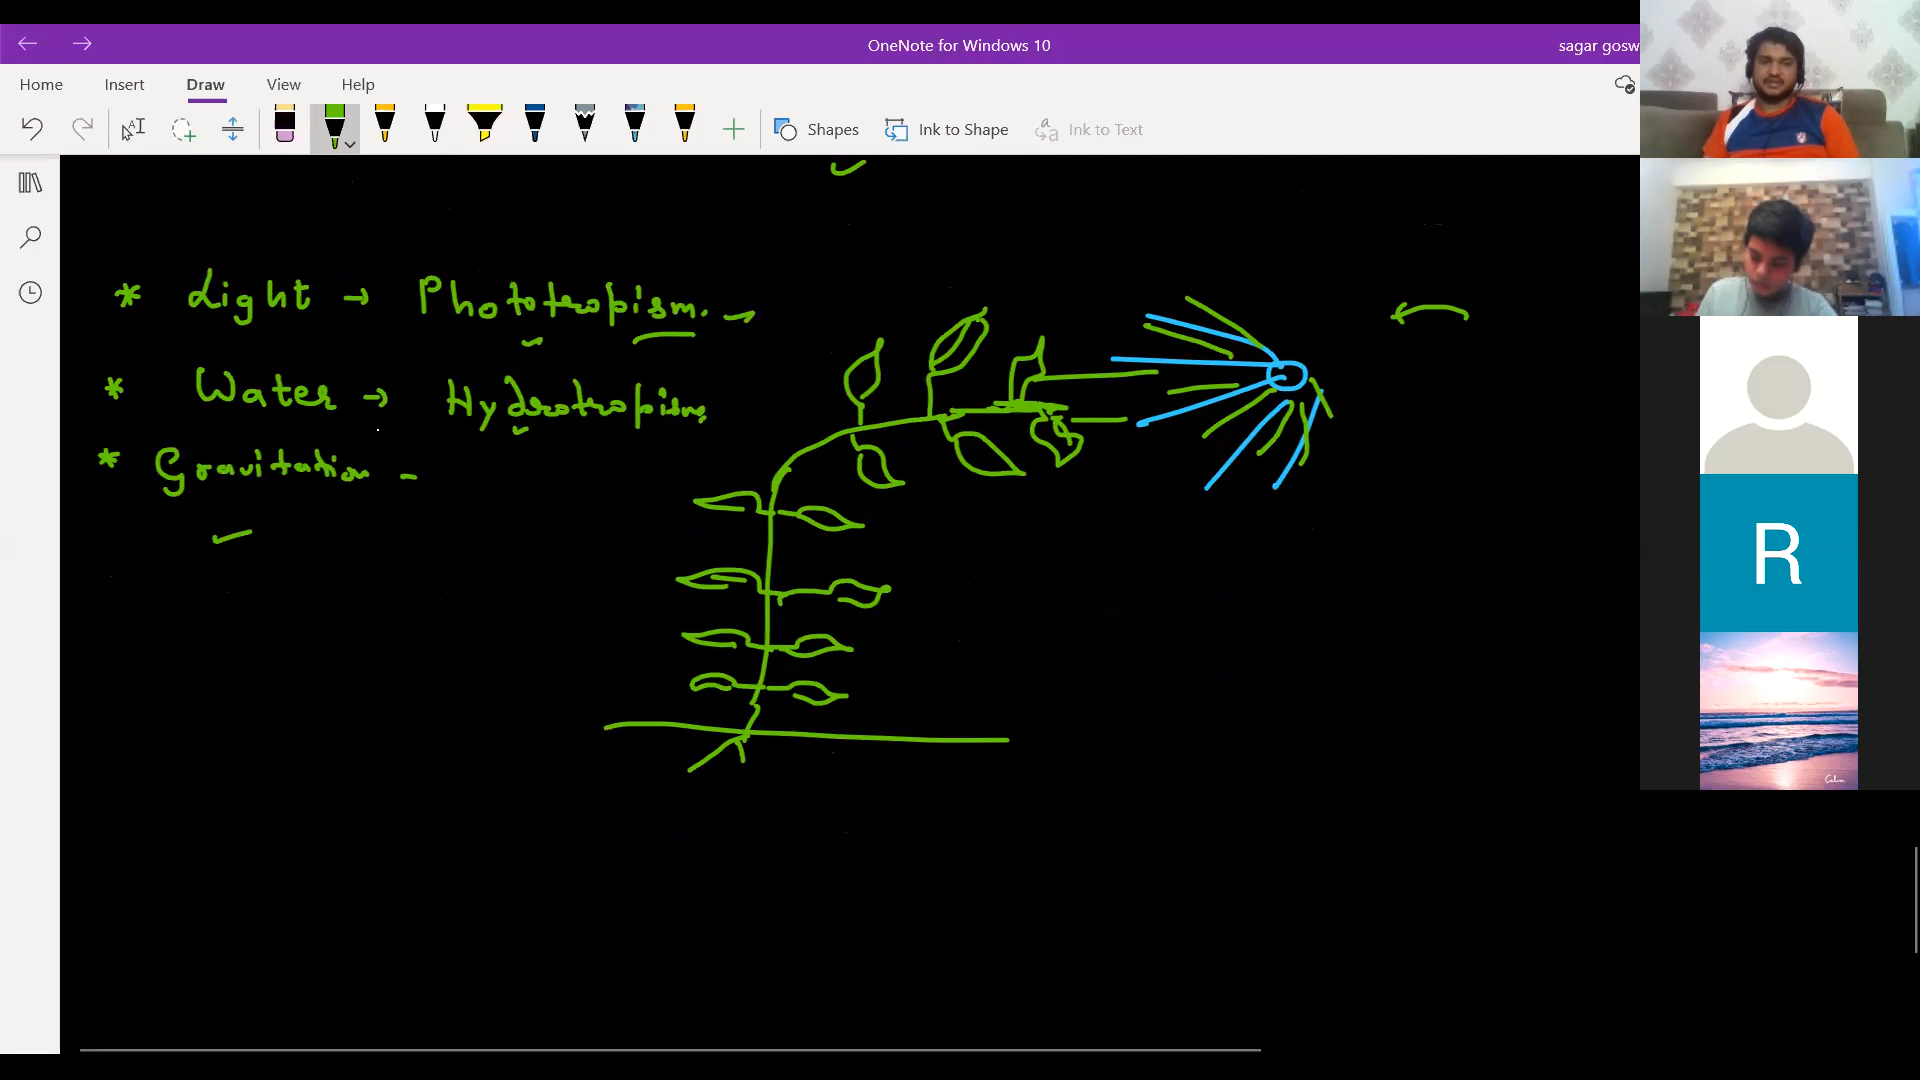 OneNote for Windows 10
sagar gosw
Home Insert Draw View Help
Shapes Ink to Shape Ink to Text
* Light → Phototropism.
* Water → Hydrotropism
* Gravitation -
R
Calm